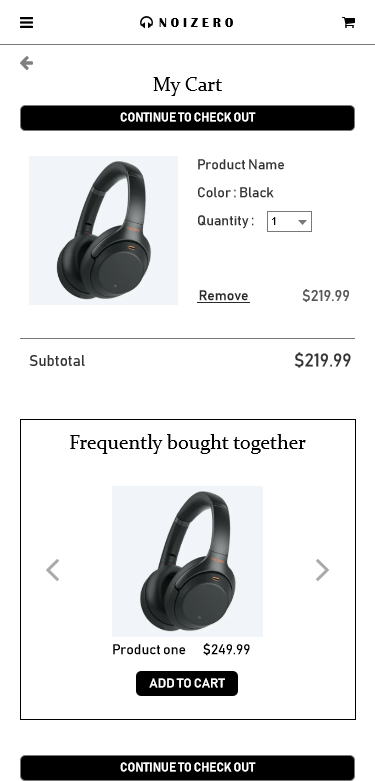 NOIZERO
My Cart
CONTINUE TO CHECK OUT
Product Name
Color : Black
Quantity : 1
Remove $219.99
Subtotal $219.99
Frequently bought together
Product one $249.99
ADD TO CART
CONTINUE TO CHECK OUT